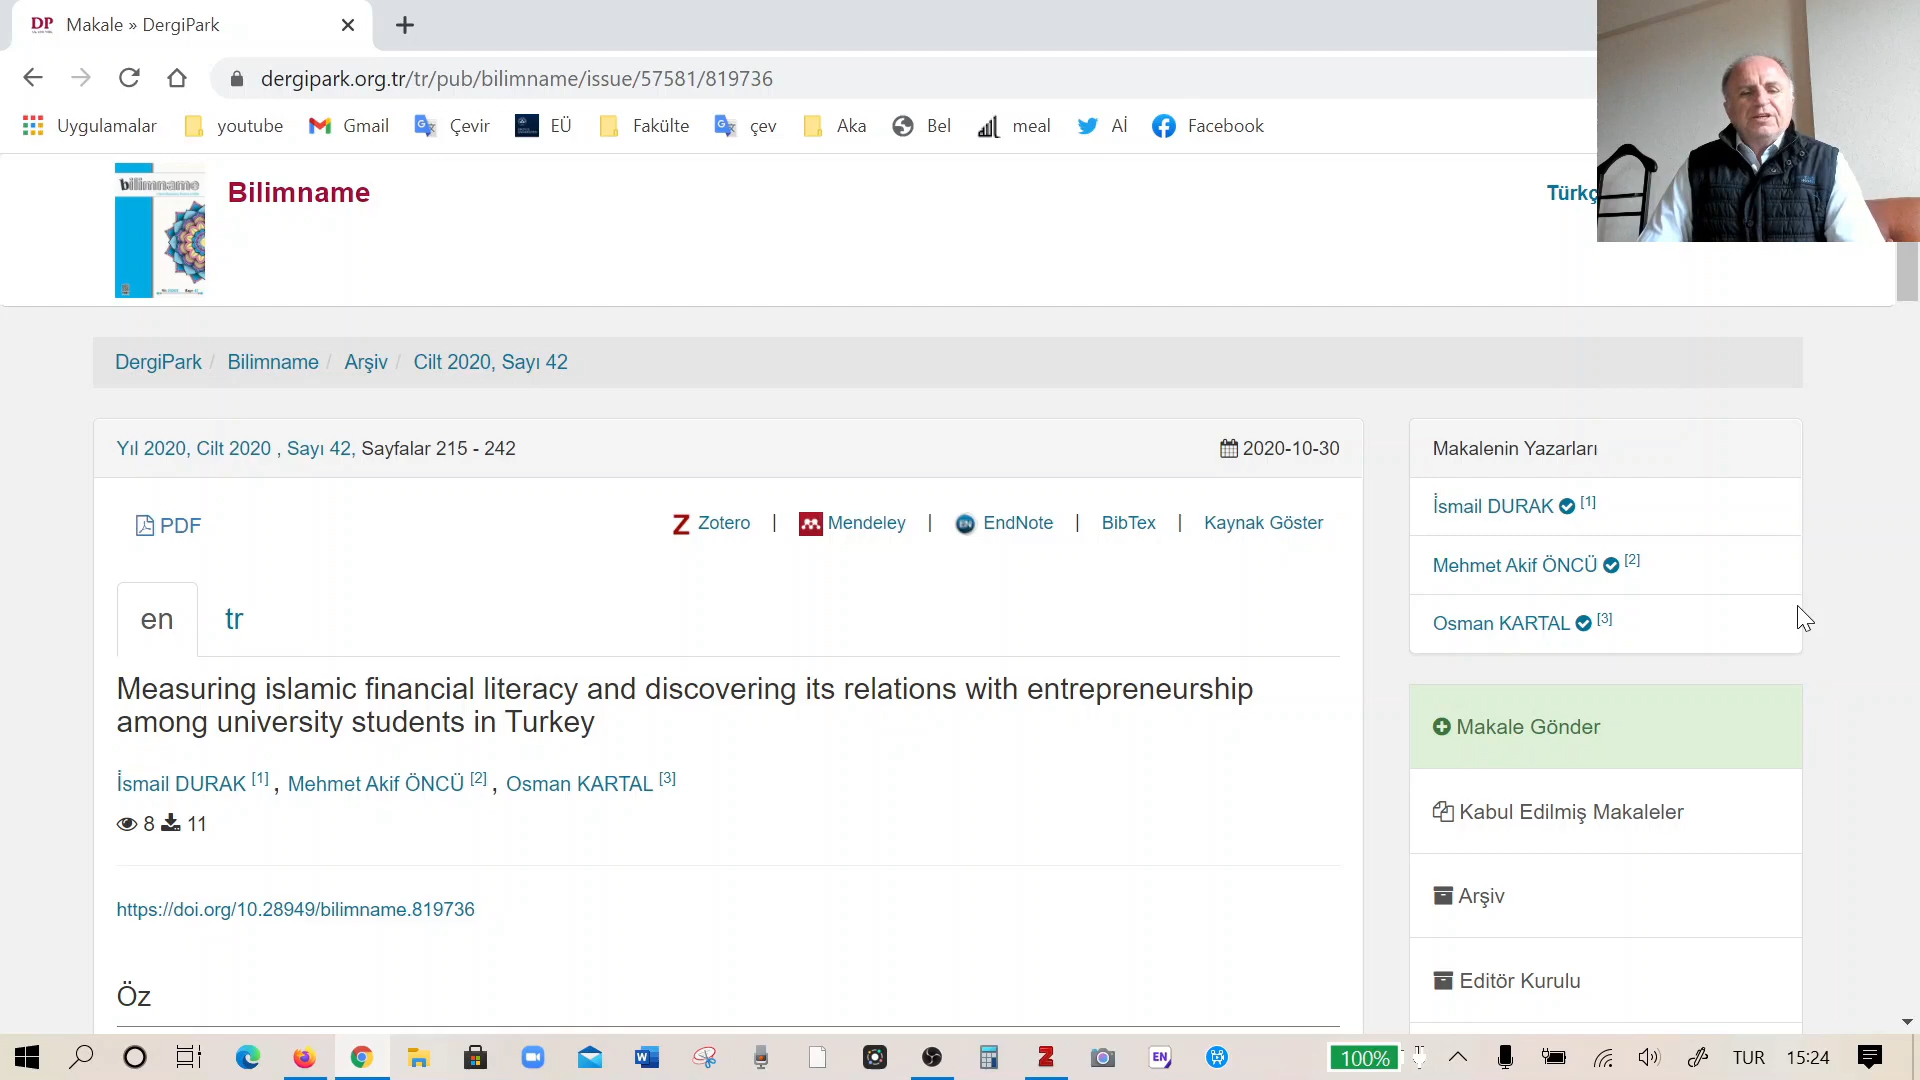 DP Makale » DergiPark
dergipark.org.tr/tr/pub/bilimname/issue/57581/819736
Uygulamalar youtube Gmail Çevir EÜ Fakülte çev Aka Bel meal Aİ Facebook
bilimname
Bilimname
Türkç
DergiPark / Bilimname / Arşiv / Cilt 2020, Sayı 42
Yıl 2020, Cilt 2020 , Sayı 42, Sayfalar 215 - 242 2020-10-30
PDF
Z Zotero | Mendeley | EN EndNote | BibTex | Kaynak Göster
en tr
Measuring islamic financial literacy and discovering its relations with entrepreneurship
among university students in Turkey
İsmail DURAK [1] , Mehmet Akif ÖNCÜ [2] , Osman KARTAL [3]
8 11
https://doi.org/10.28949/bilimname.819736
Öz
Makalenin Yazarları
İsmail DURAK [1]
Mehmet Akif ÖNCÜ [2]
Osman KARTAL [3]
Makale Gönder
Kabul Edilmiş Makaleler
Arşiv
Editör Kurulu
W Z EN 100% TUR 15:24